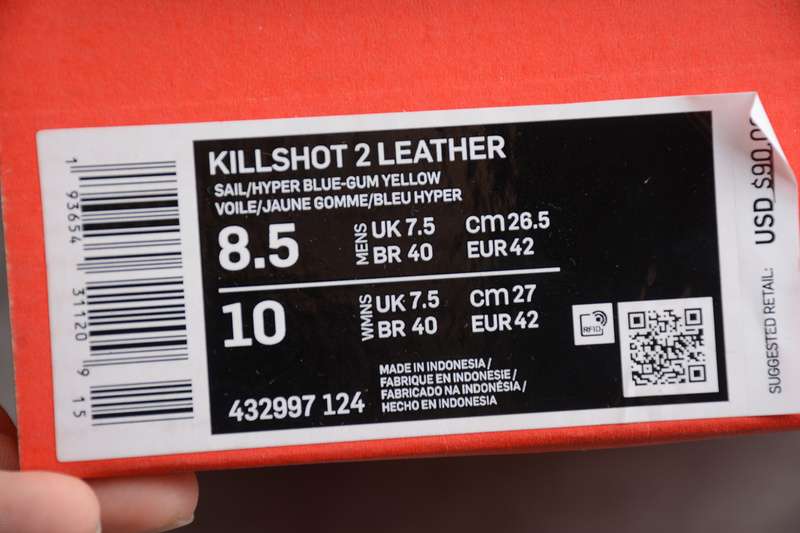 KILLSHOT 2 LEATHER
SAIL/HYPER BLUE-GUM YELLOW
VOILE/JAUNE GOMME/BLEU HYPER
8.5 MENS UK 7.5 cm 26.5
BR 40 EUR 42
10 WMNS UK 7.5 cm 27
BR 40 EUR 42
RFID
432997 124
MADE IN INDONESIA /
FABRIQUE EN INDONESIE /
FABRICADO NA INDONÉSIA /
HECHO EN INDONESIA
1 93654 31120 9 15
SUGGESTED RETAIL: USD $90.00